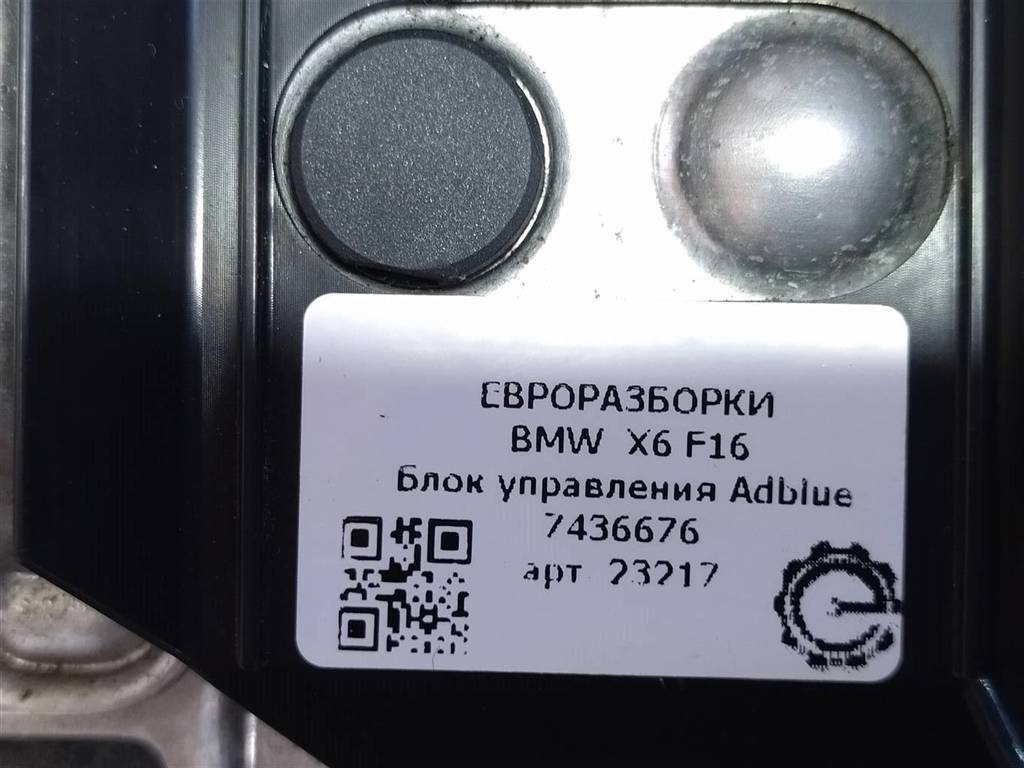 ЕВРОРАЗБОРКИ
BMW X6 F16
Блок управления Adblue
7436676
арт 23217